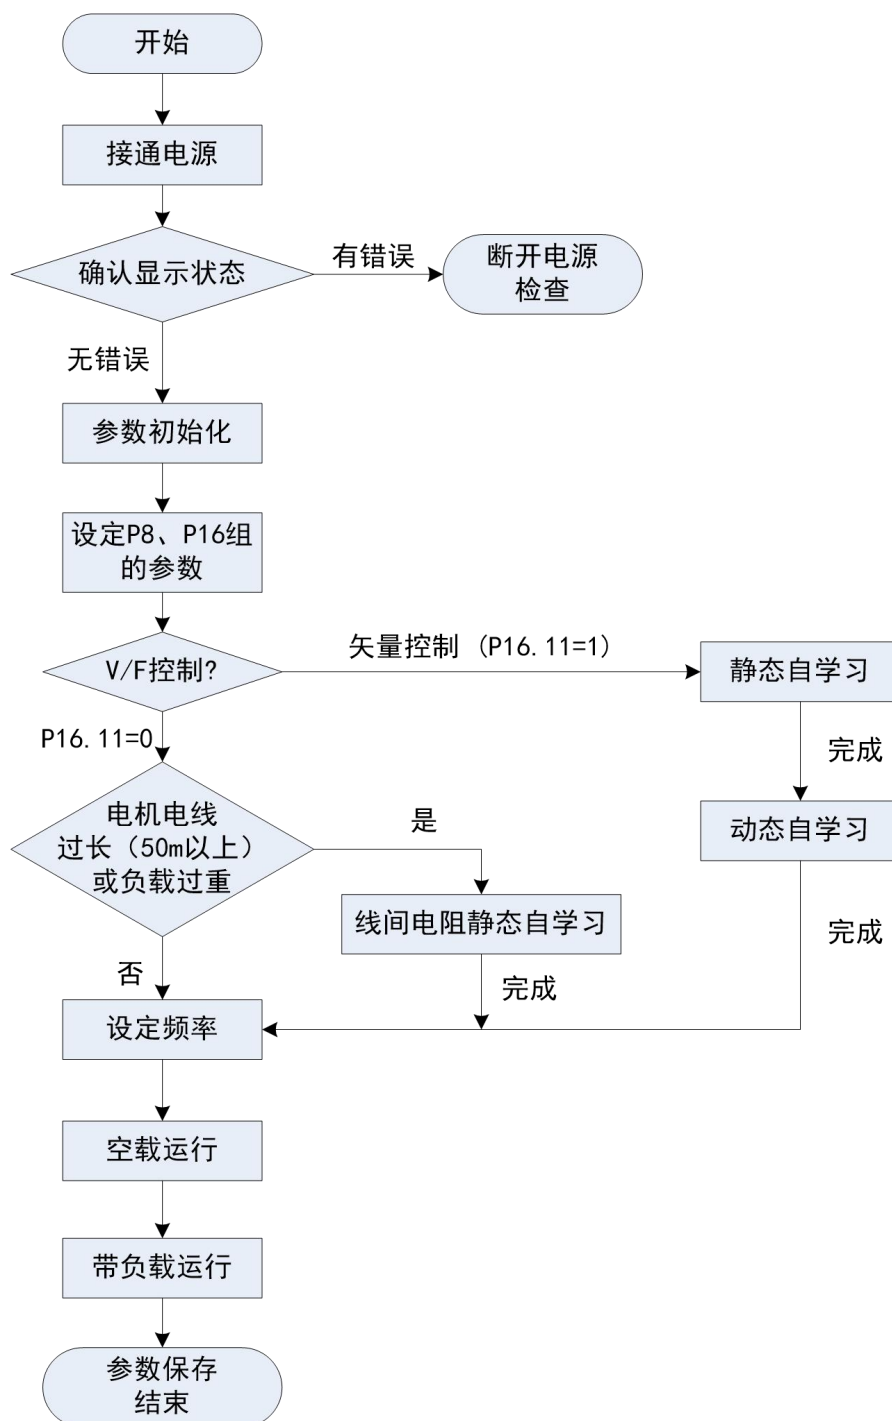 开始
接通电源
确认显示状态
有错误
断开电源
检查
无错误
参数初始化
设定P8、P16组
的参数
V/F控制?
矢量控制 (P16.11=1)
静态自学习
P16.11=0
完成
电机电线
过长（50m以上）
或负载过重
是
动态自学习
线间电阻静态自学习
完成
否
完成
设定频率
空载运行
带负载运行
参数保存
结束